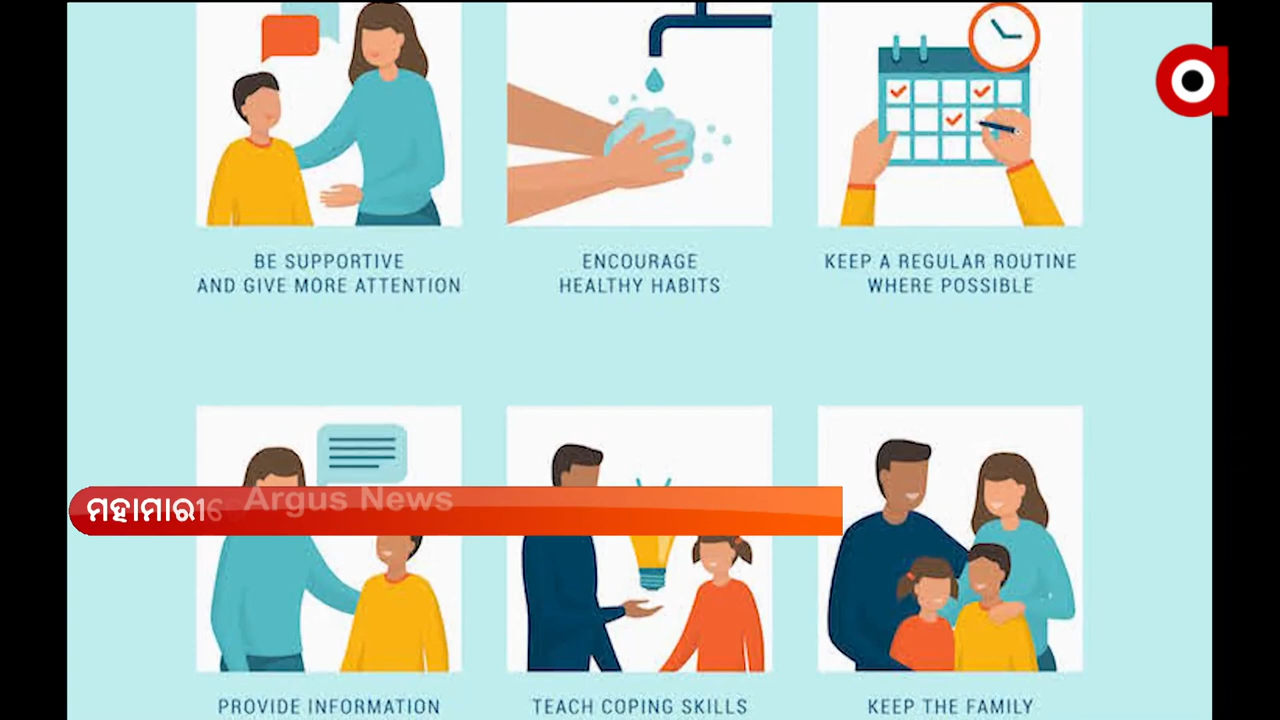 BE SUPPORTIVE
AND GIVE MORE ATTENTION
ENCOURAGE
HEALTHY HABITS
KEEP A REGULAR ROUTINE
WHERE POSSIBLE
ମହାମାରୀରେ
Argus News
PROVIDE INFORMATION
TEACH COPING SKILLS
KEEP THE FAMILY